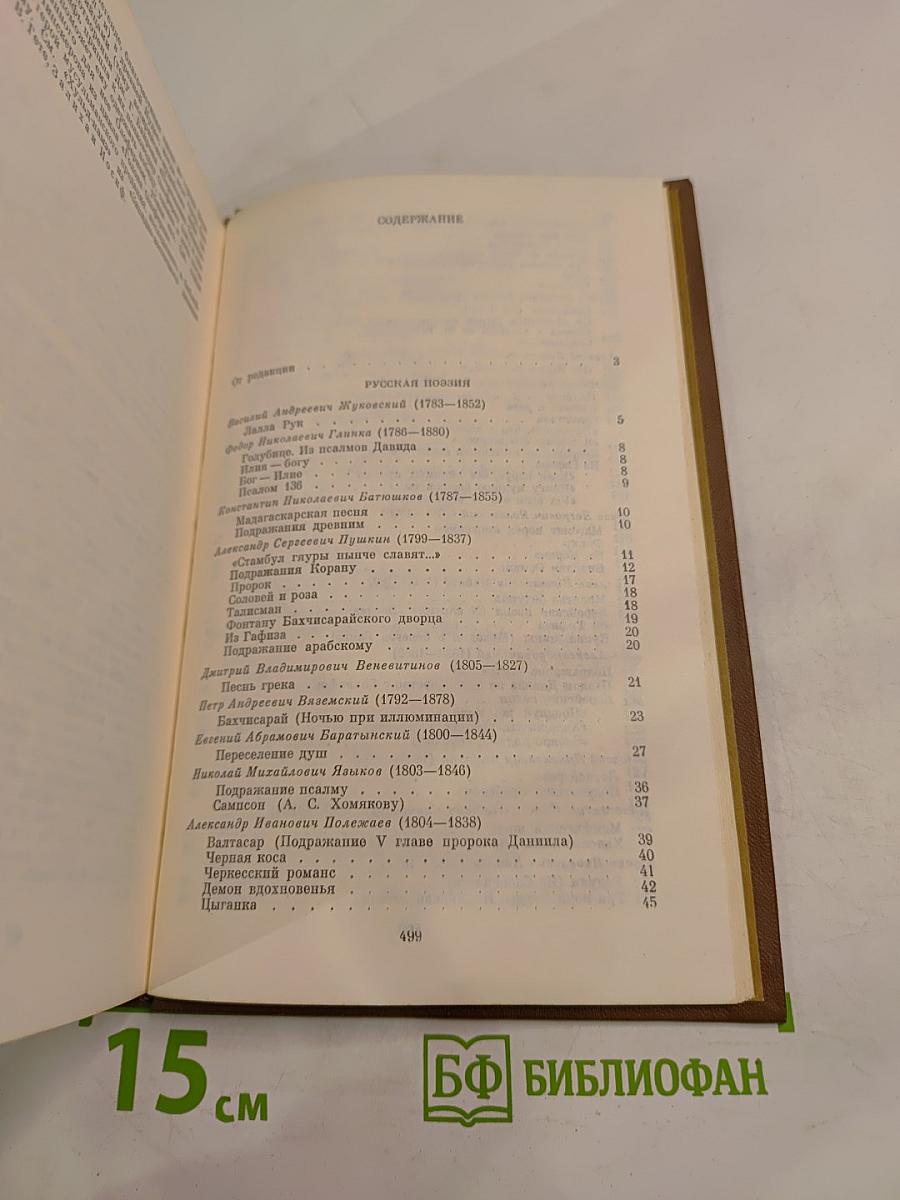 СОДЕРЖАНИЕ
От редакции . . . 3
РУССКАЯ ПОЭЗИЯ
Василий Андреевич Жуковский (1783—1852)
Лалла Рук . . . 5
Федор Николаевич Глинка (1786—1880)
Голубице. Из псалмов Давида . . . 8
Илия — богу . . . 8
Бог — Илие . . . 8
Псалом 136 . . . 9
Константин Николаевич Батюшков (1787—1855)
Мадагаскарская песня . . . 10
Подражания древним . . . 10
Александр Сергеевич Пушкин (1799—1837)
«Стамбул гяуры нынче славят...» . . . 11
Подражания Корану . . . 12
Пророк . . . 17
Соловей и роза . . . 18
Талисман . . . 18
Фонтану Бахчисарайского дворца . . . 19
Из Гафиза . . . 20
Подражание арабскому . . . 20
Дмитрий Владимирович Веневитинов (1805—1827)
Песнь грека . . . 21
Петр Андреевич Вяземский (1792—1878)
Бахчисарай (Ночью при иллюминации) . . . 23
Евгений Абрамович Баратынский (1800—1844)
Переселение душ . . . 27
Николай Михайлович Языков (1803—1846)
Подражание псалму . . . 36
Сампсон (А. С. Хомякову) . . . 37
Александр Иванович Полежаев (1804—1838)
Валтасар (Подражание V главе пророка Даниила) 39
Черная коса . . . 40
Черкесский романс . . . 41
Демон вдохновенья . . . 42
Цыганка . . . 45
499
15 см
БФ БИБЛИОФАН